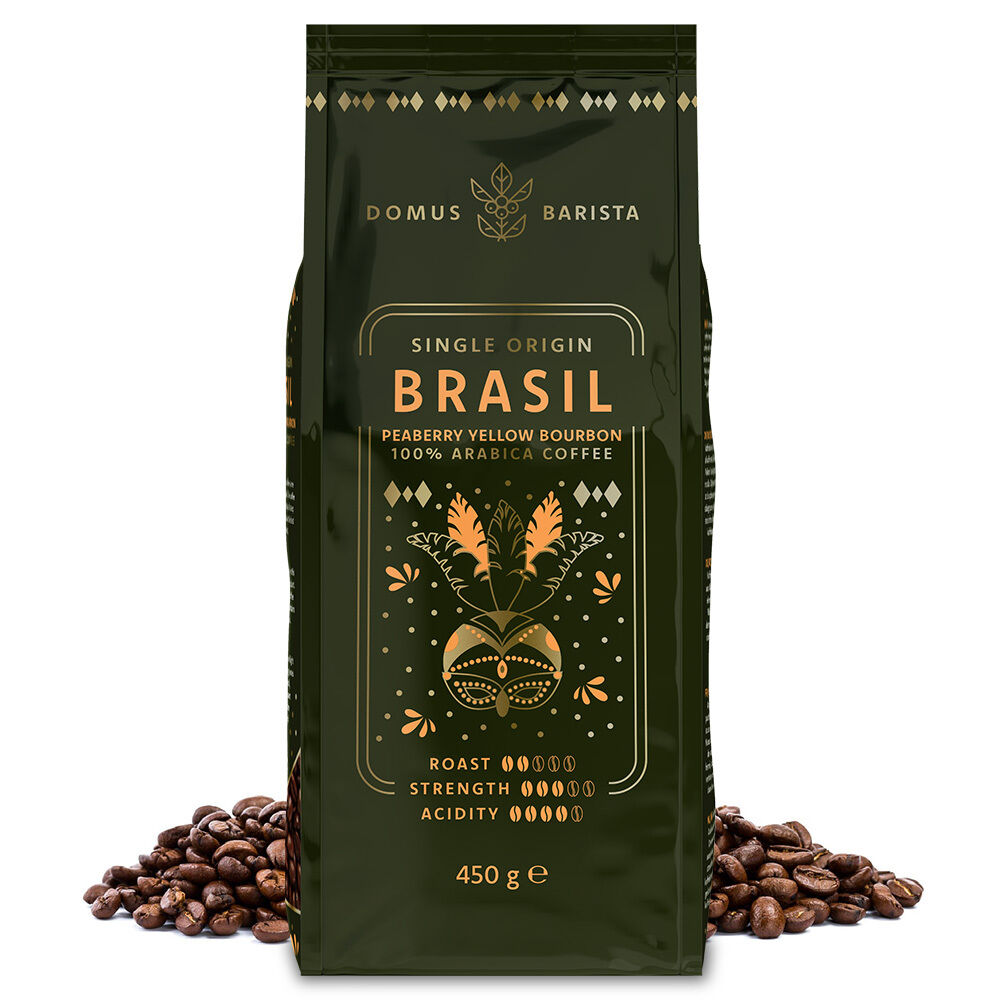 DOMUS BARISTA
SINGLE ORIGIN
BRASIL
PEABERRY YELLOW BOURBON
100% ARABICA COFFEE
ROAST
STRENGTH
ACIDITY
450 g ℮